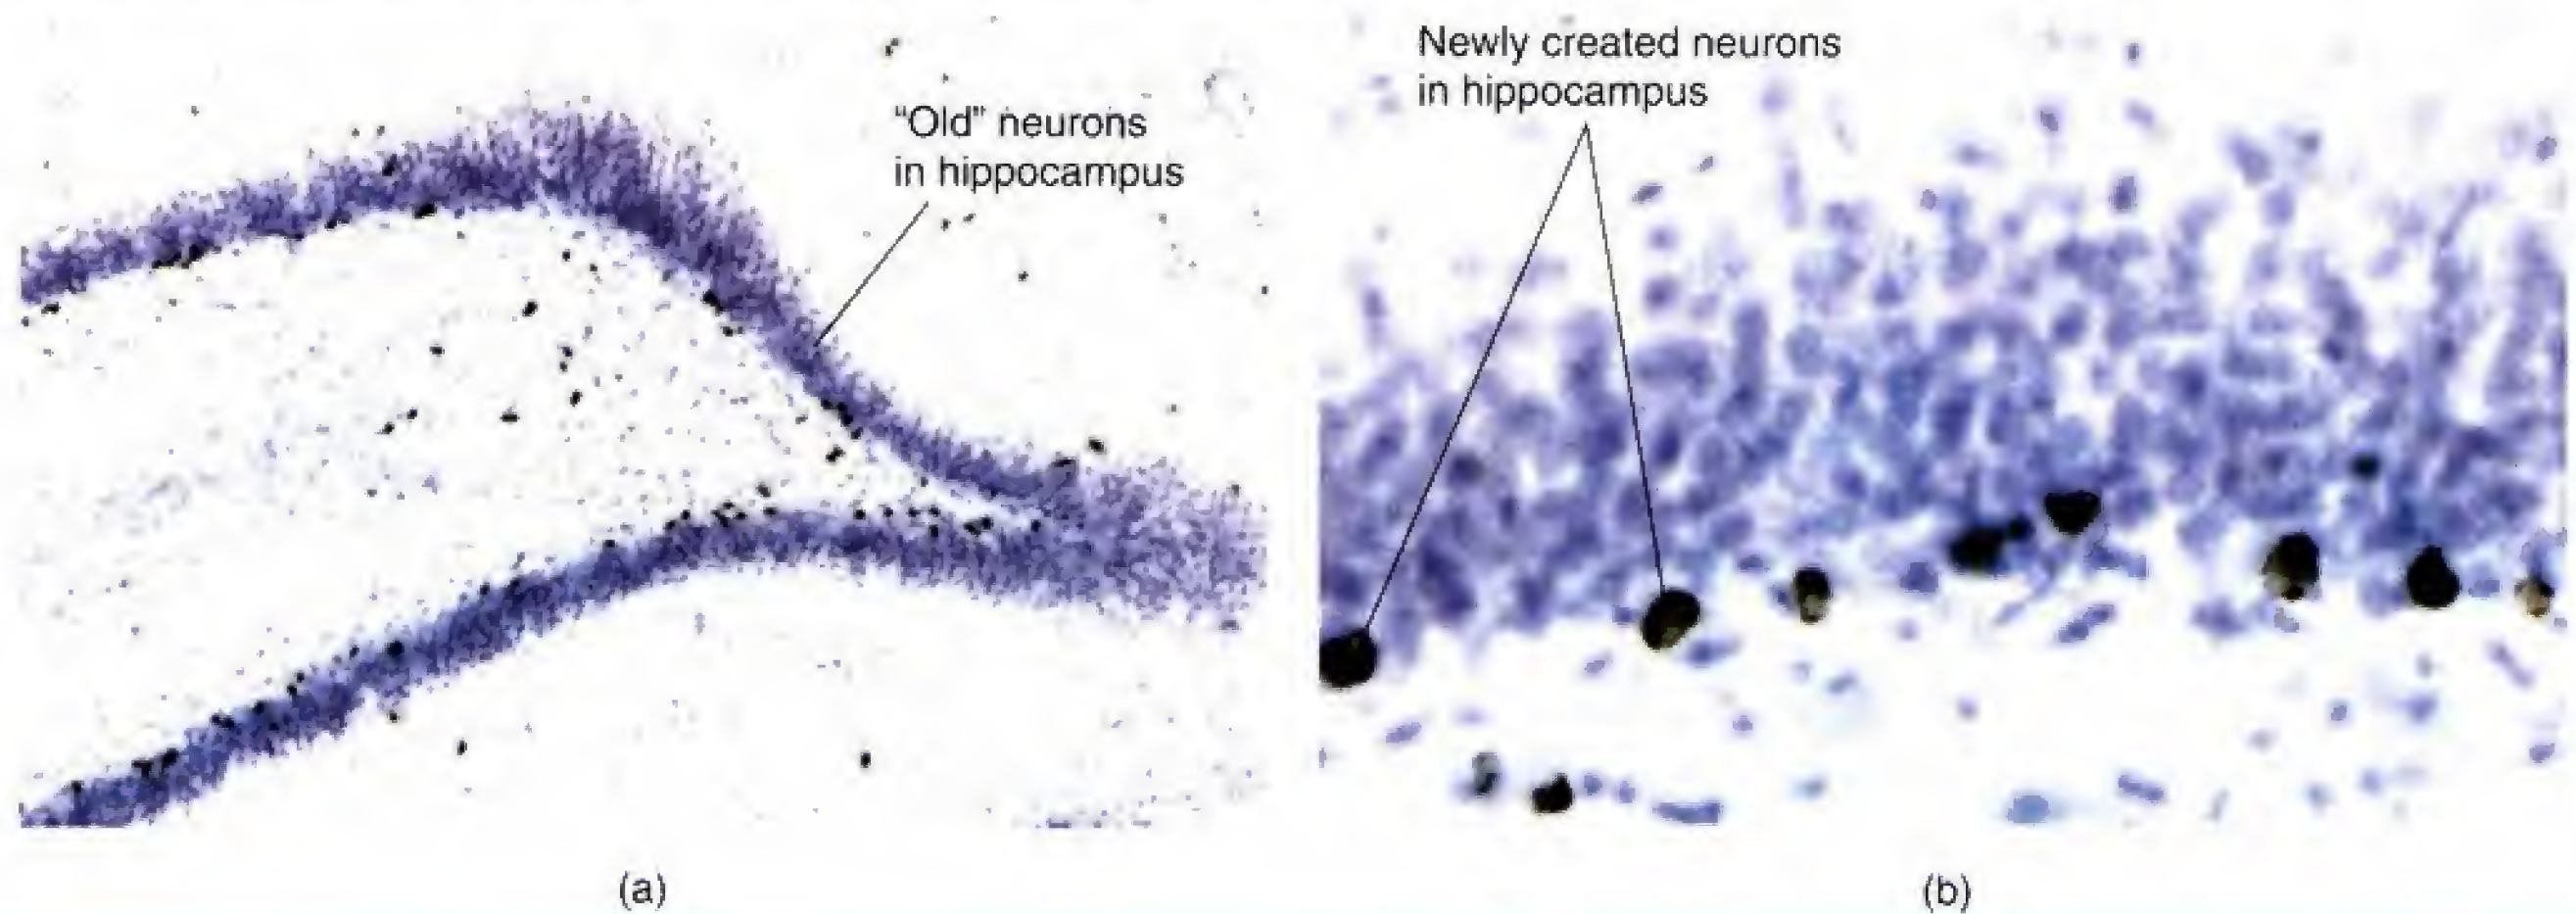 “Old” neurons
in hippocampus
Newly created neurons
in hippocampus
(a)
(b)